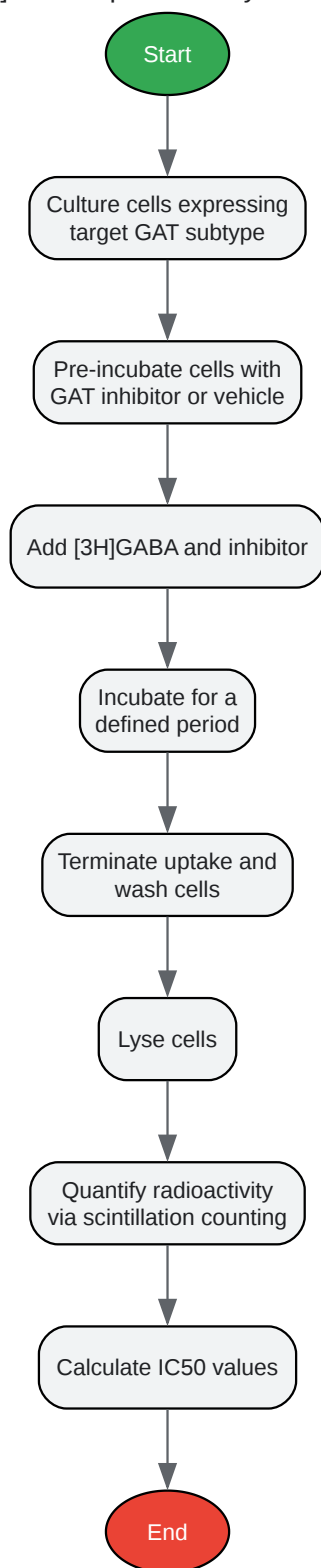 Start
Culture cells expressing
target GAT subtype
Pre-incubate cells with
GAT inhibitor or vehicle
Add [3H]GABA and inhibitor
Incubate for a
defined period
Terminate uptake and
wash cells
Lyse cells
Quantify radioactivity
via scintillation counting
Calculate IC50 values
End